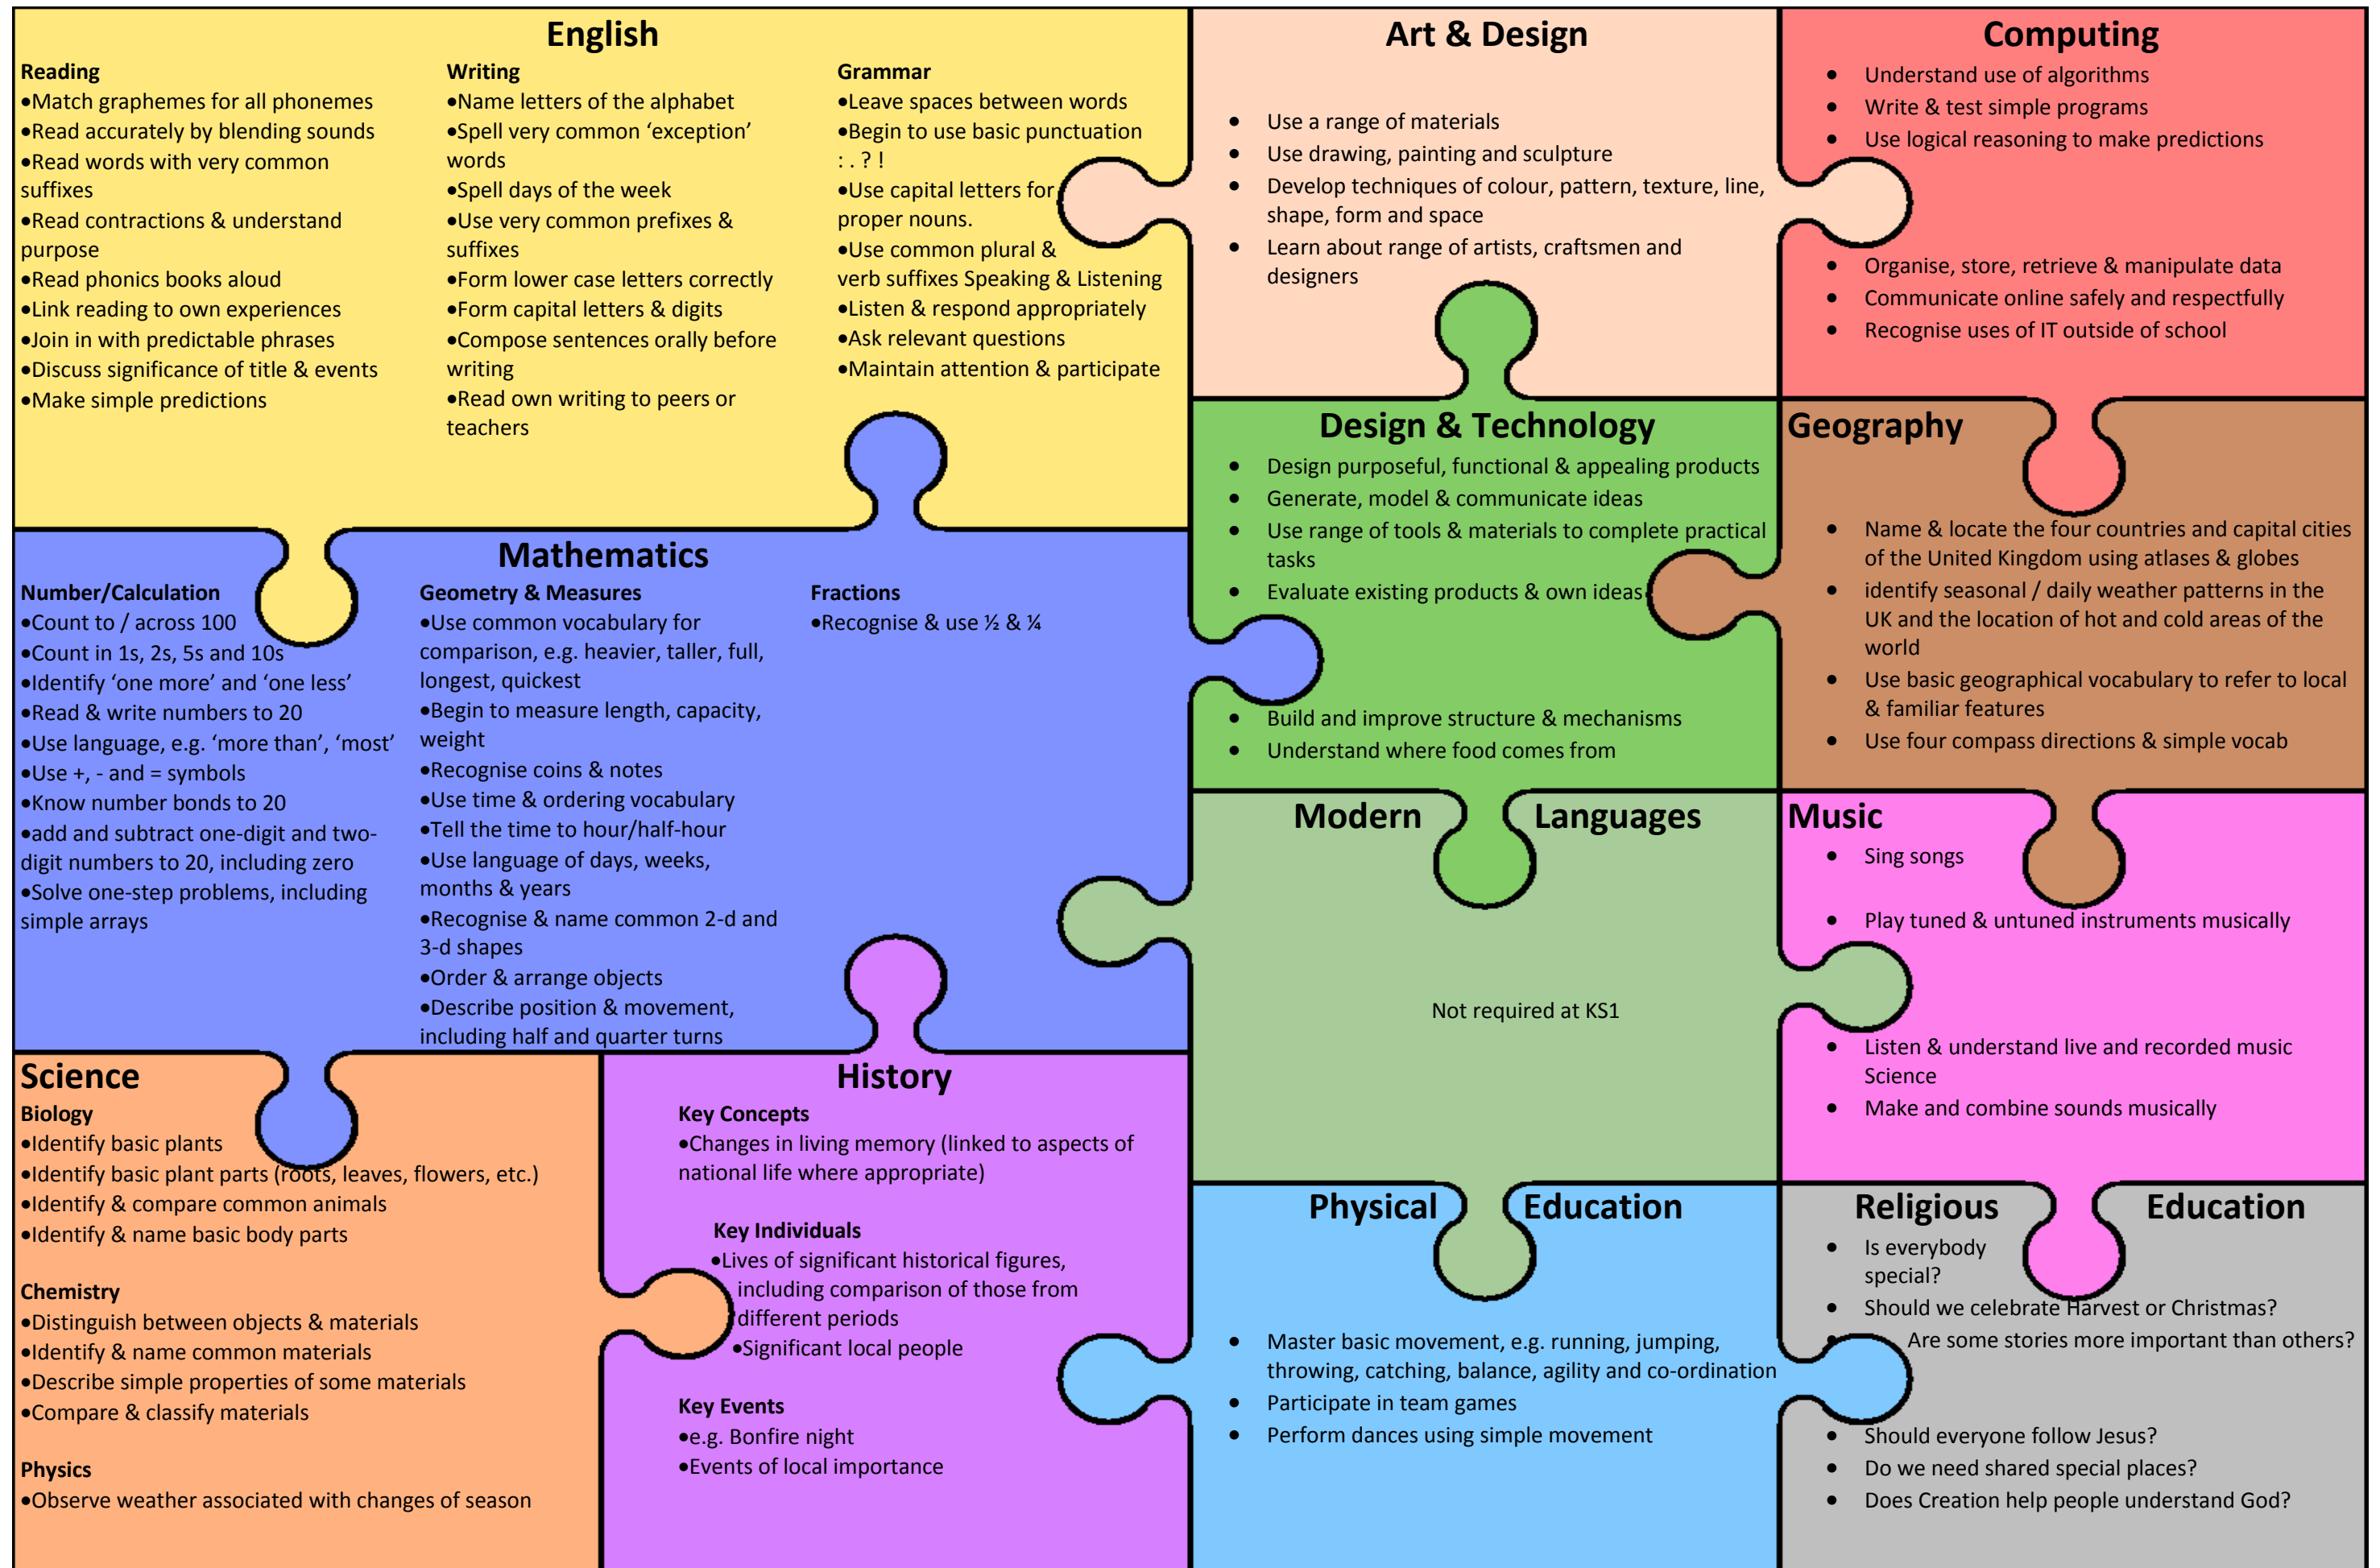 English
Reading
•Match graphemes for all phonemes
•Read accurately by blending sounds
•Read words with very common
suffixes
•Read contractions & understand
purpose
•Read phonics books aloud
•Link reading to own experiences
•Join in with predictable phrases
•Discuss significance of title & events
•Make simple predictions
Writing
•Name letters of the alphabet
•Spell very common ‘exception’
words
•Spell days of the week
•Use very common prefixes &
suffixes
•Form lower case letters correctly
•Form capital letters & digits
•Compose sentences orally before
writing
•Read own writing to peers or
teachers
Grammar
•Leave spaces between words
•Begin to use basic punctuation
: . ? !
•Use capital letters for
proper nouns.
•Use common plural &
verb suffixes Speaking & Listening
•Listen & respond appropriately
•Ask relevant questions
•Maintain attention & participate
Art & Design
• Use a range of materials
• Use drawing, painting and sculpture
• Develop techniques of colour, pattern, texture, line,
shape, form and space
• Learn about range of artists, craftsmen and
designers
Computing
• Understand use of algorithms
• Write & test simple programs
• Use logical reasoning to make predictions
• Organise, store, retrieve & manipulate data
• Communicate online safely and respectfully
• Recognise uses of IT outside of school
Mathematics
Number/Calculation
•Count to / across 100
•Count in 1s, 2s, 5s and 10s
•Identify ‘one more’ and ‘one less’
•Read & write numbers to 20
•Use language, e.g. ‘more than’, ‘most’
•Use +, - and = symbols
•Know number bonds to 20
•add and subtract one-digit and two-
digit numbers to 20, including zero
•Solve one-step problems, including
simple arrays
Geometry & Measures
•Use common vocabulary for
comparison, e.g. heavier, taller, full,
longest, quickest
•Begin to measure length, capacity,
weight
•Recognise coins & notes
•Use time & ordering vocabulary
•Tell the time to hour/half-hour
•Use language of days, weeks,
months & years
•Recognise & name common 2-d and
3-d shapes
•Order & arrange objects
•Describe position & movement,
including half and quarter turns
Fractions
•Recognise & use ½ & ¼
Design & Technology
• Design purposeful, functional & appealing products
• Generate, model & communicate ideas
• Use range of tools & materials to complete practical
tasks
• Evaluate existing products & own ideas
• Build and improve structure & mechanisms
• Understand where food comes from
Geography
• Name & locate the four countries and capital cities
of the United Kingdom using atlases & globes
• identify seasonal / daily weather patterns in the
UK and the location of hot and cold areas of the
world
• Use basic geographical vocabulary to refer to local
& familiar features
• Use four compass directions & simple vocab
Modern Languages
Not required at KS1
Music
• Sing songs
• Play tuned & untuned instruments musically
• Listen & understand live and recorded music
Science
• Make and combine sounds musically
Science
Biology
•Identify basic plants
•Identify basic plant parts (roots, leaves, flowers, etc.)
•Identify & compare common animals
•Identify & name basic body parts
Chemistry
•Distinguish between objects & materials
•Identify & name common materials
•Describe simple properties of some materials
•Compare & classify materials
Physics
•Observe weather associated with changes of season
History
Key Concepts
•Changes in living memory (linked to aspects of
national life where appropriate)
Key Individuals
•Lives of significant historical figures,
including comparison of those from
different periods
•Significant local people
Key Events
•e.g. Bonfire night
•Events of local importance
Physical Education
• Master basic movement, e.g. running, jumping,
throwing, catching, balance, agility and co-ordination
• Participate in team games
• Perform dances using simple movement
Religious Education
• Is everybody
special?
• Should we celebrate Harvest or Christmas?
• Are some stories more important than others?
• Should everyone follow Jesus?
• Do we need shared special places?
• Does Creation help people understand God?